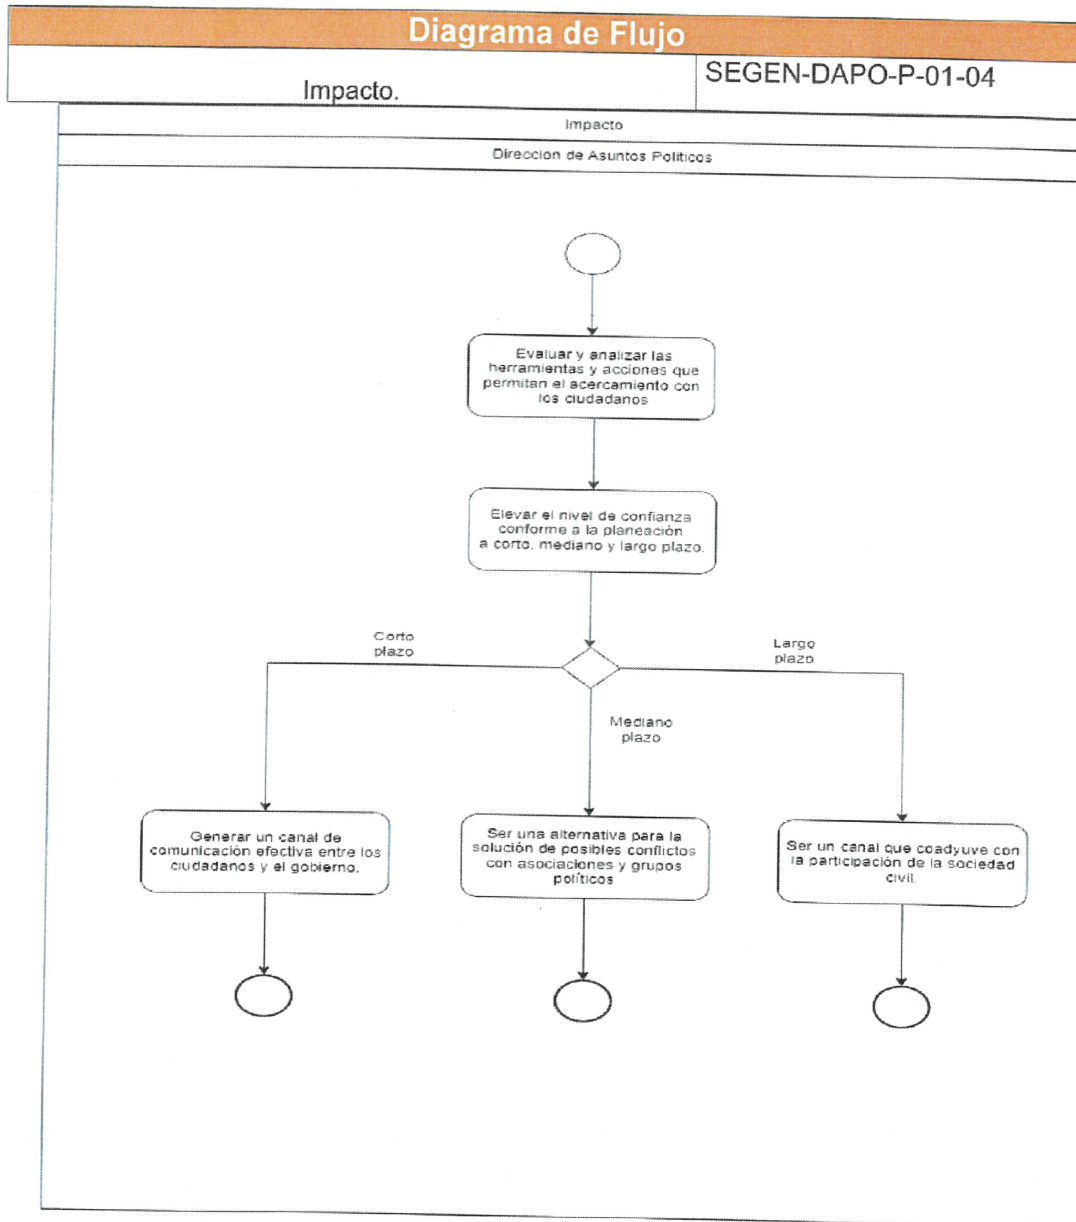 Diagrama de Flujo
Impacto.
SEGEN-DAPO-P-01-04
Impacto
Direccion de Asuntos Politicos
Evaluar y analizar las
herramientas y acciones que
permitan el acercamiento con
los ciudadanos
Elevar el nivel de confianza
conforme a la planeación
a corto, mediano y largo plazo.
Corto
plazo
Largo
plazo
Mediano
plazo
Generar un canal de
comunicación efectiva entre los
ciudadanos y el gobierno.
Ser una alternativa para la
solución de posibles conflictos
con asociaciones y grupos
políticos
Ser un canal que coadyuve con
la participación de la sociedad
civil.